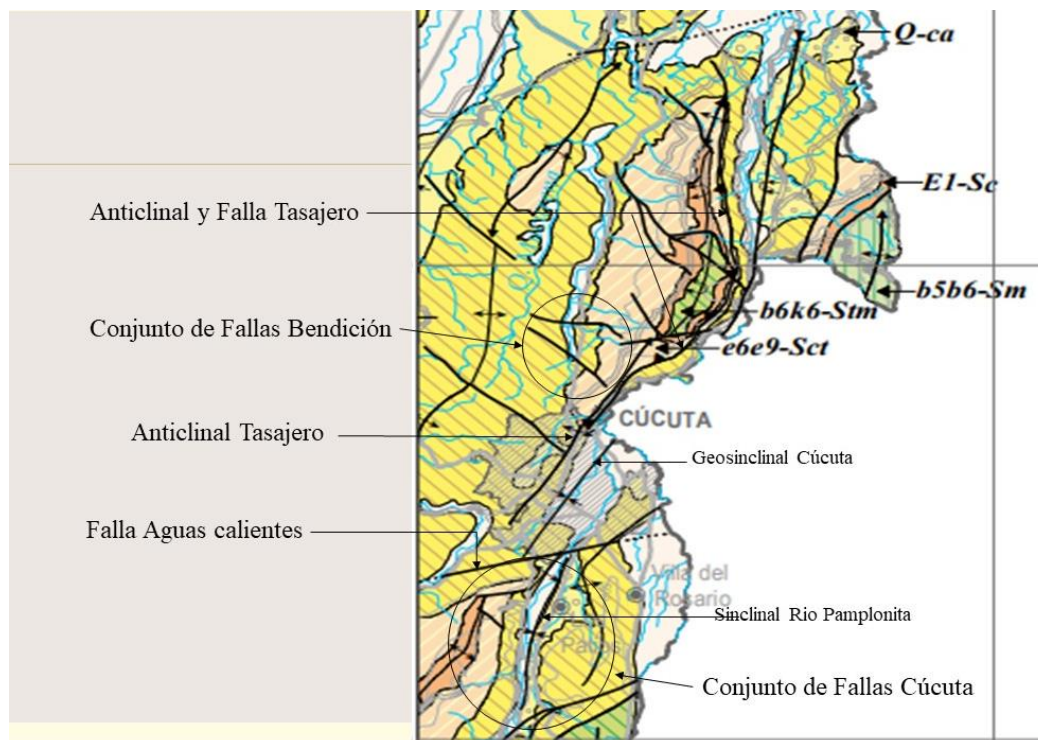 Q-ca
E1-Sc
Anticlinal y Falla Tasajero
b5b6-Sm
b6k6-Stm
Conjunto de Fallas Bendición
e6e9-Sct
CÚCUTA
Anticlinal Tasajero
Geosinclinal Cúcuta
Falla Aguas calientes
Villa del
Rosario
Sinclinal Rio Pamplonita
Patios
Conjunto de Fallas Cúcuta